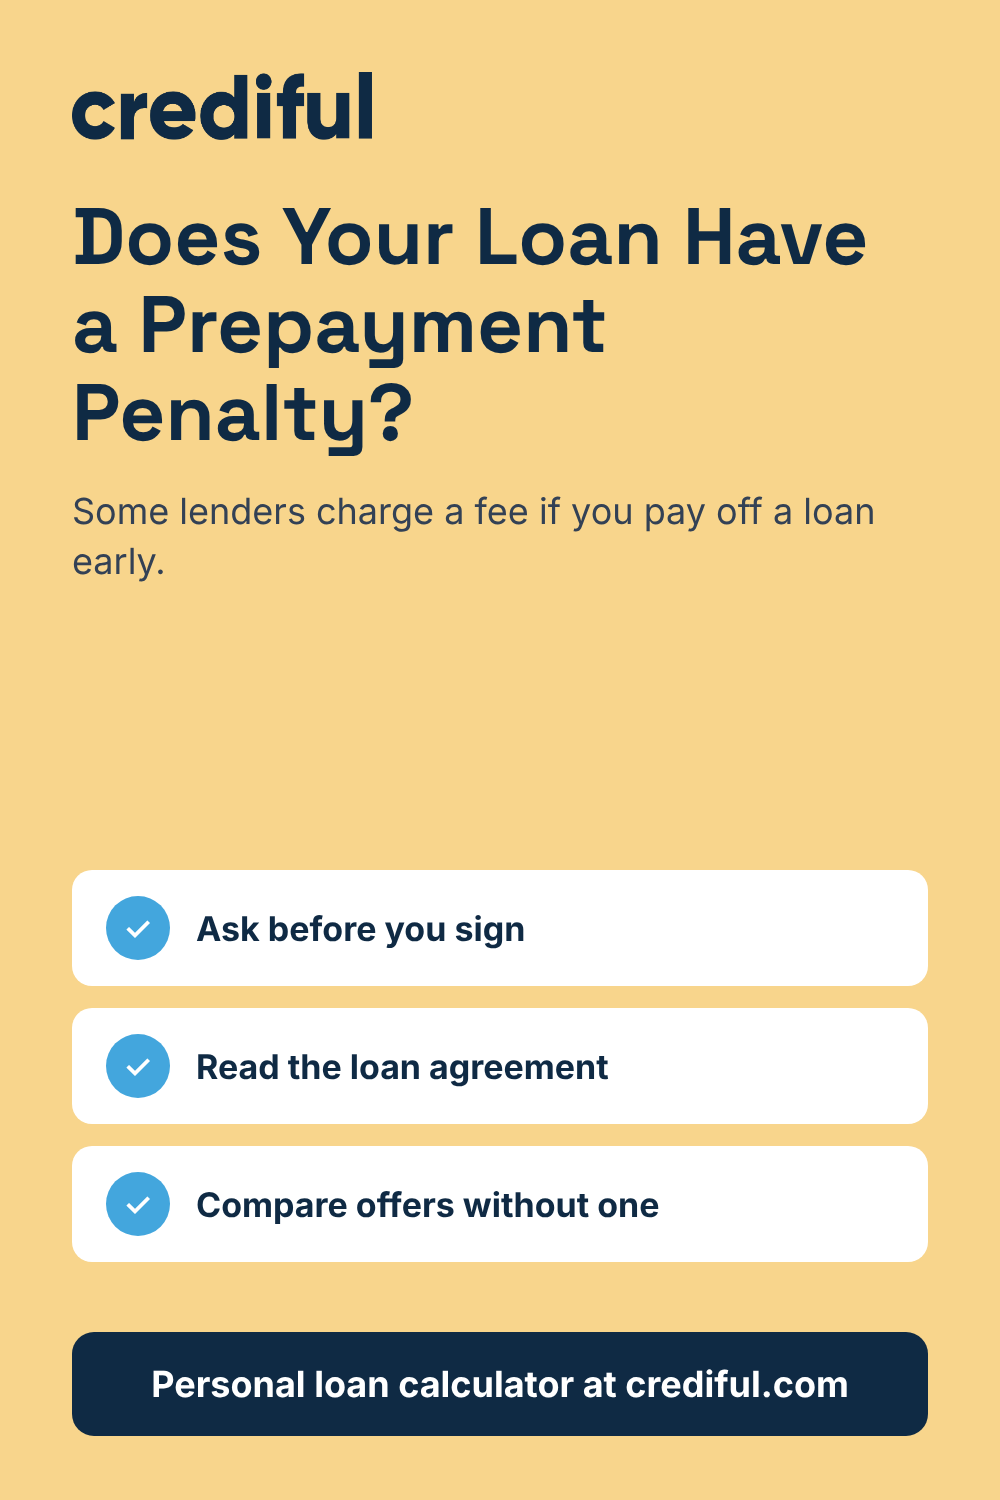 crediful
Does Your Loan Have
a Prepayment
Penalty?
Some lenders charge a fee if you pay off a loan
early.
Ask before you sign
Read the loan agreement
Compare offers without one
Personal loan calculator at crediful.com